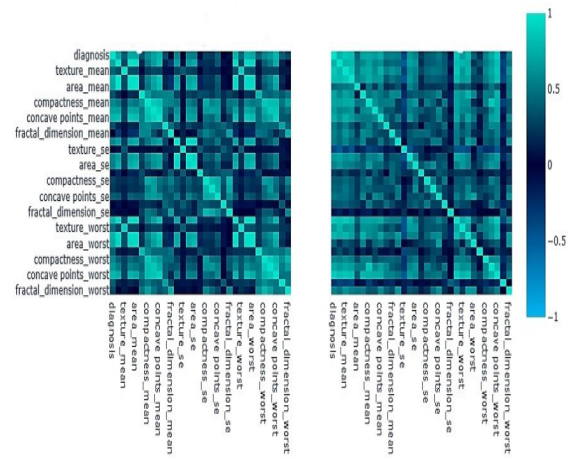 diagnosis
texture_mean
area_mean
compactness_mean
concave points_mean
fractal_dimension_mean
texture_se
area_se
compactness_se
concave points_se
fractal_dimension_se
texture_worst
area_worst
compactness_worst
concave points_worst
fractal_dimension_worst
diagnosis
texture_mean
area_mean
compactness_mean
concave points_mean
fractal_dimension_mean
texture_se
area_se
compactness_se
concave points_se
fractal_dimension_se
texture_worst
area_worst
compactness_worst
concave points_worst
fractal_dimension_worst
diagnosis
texture_mean
area_mean
compactness_mean
concave points_mean
fractal_dimension_mean
texture_se
area_se
compactness_se
concave points_se
fractal_dimension_se
texture_worst
area_worst
compactness_worst
concave points_worst
fractal_dimension_worst
1
0.5
0
−0.5
−1